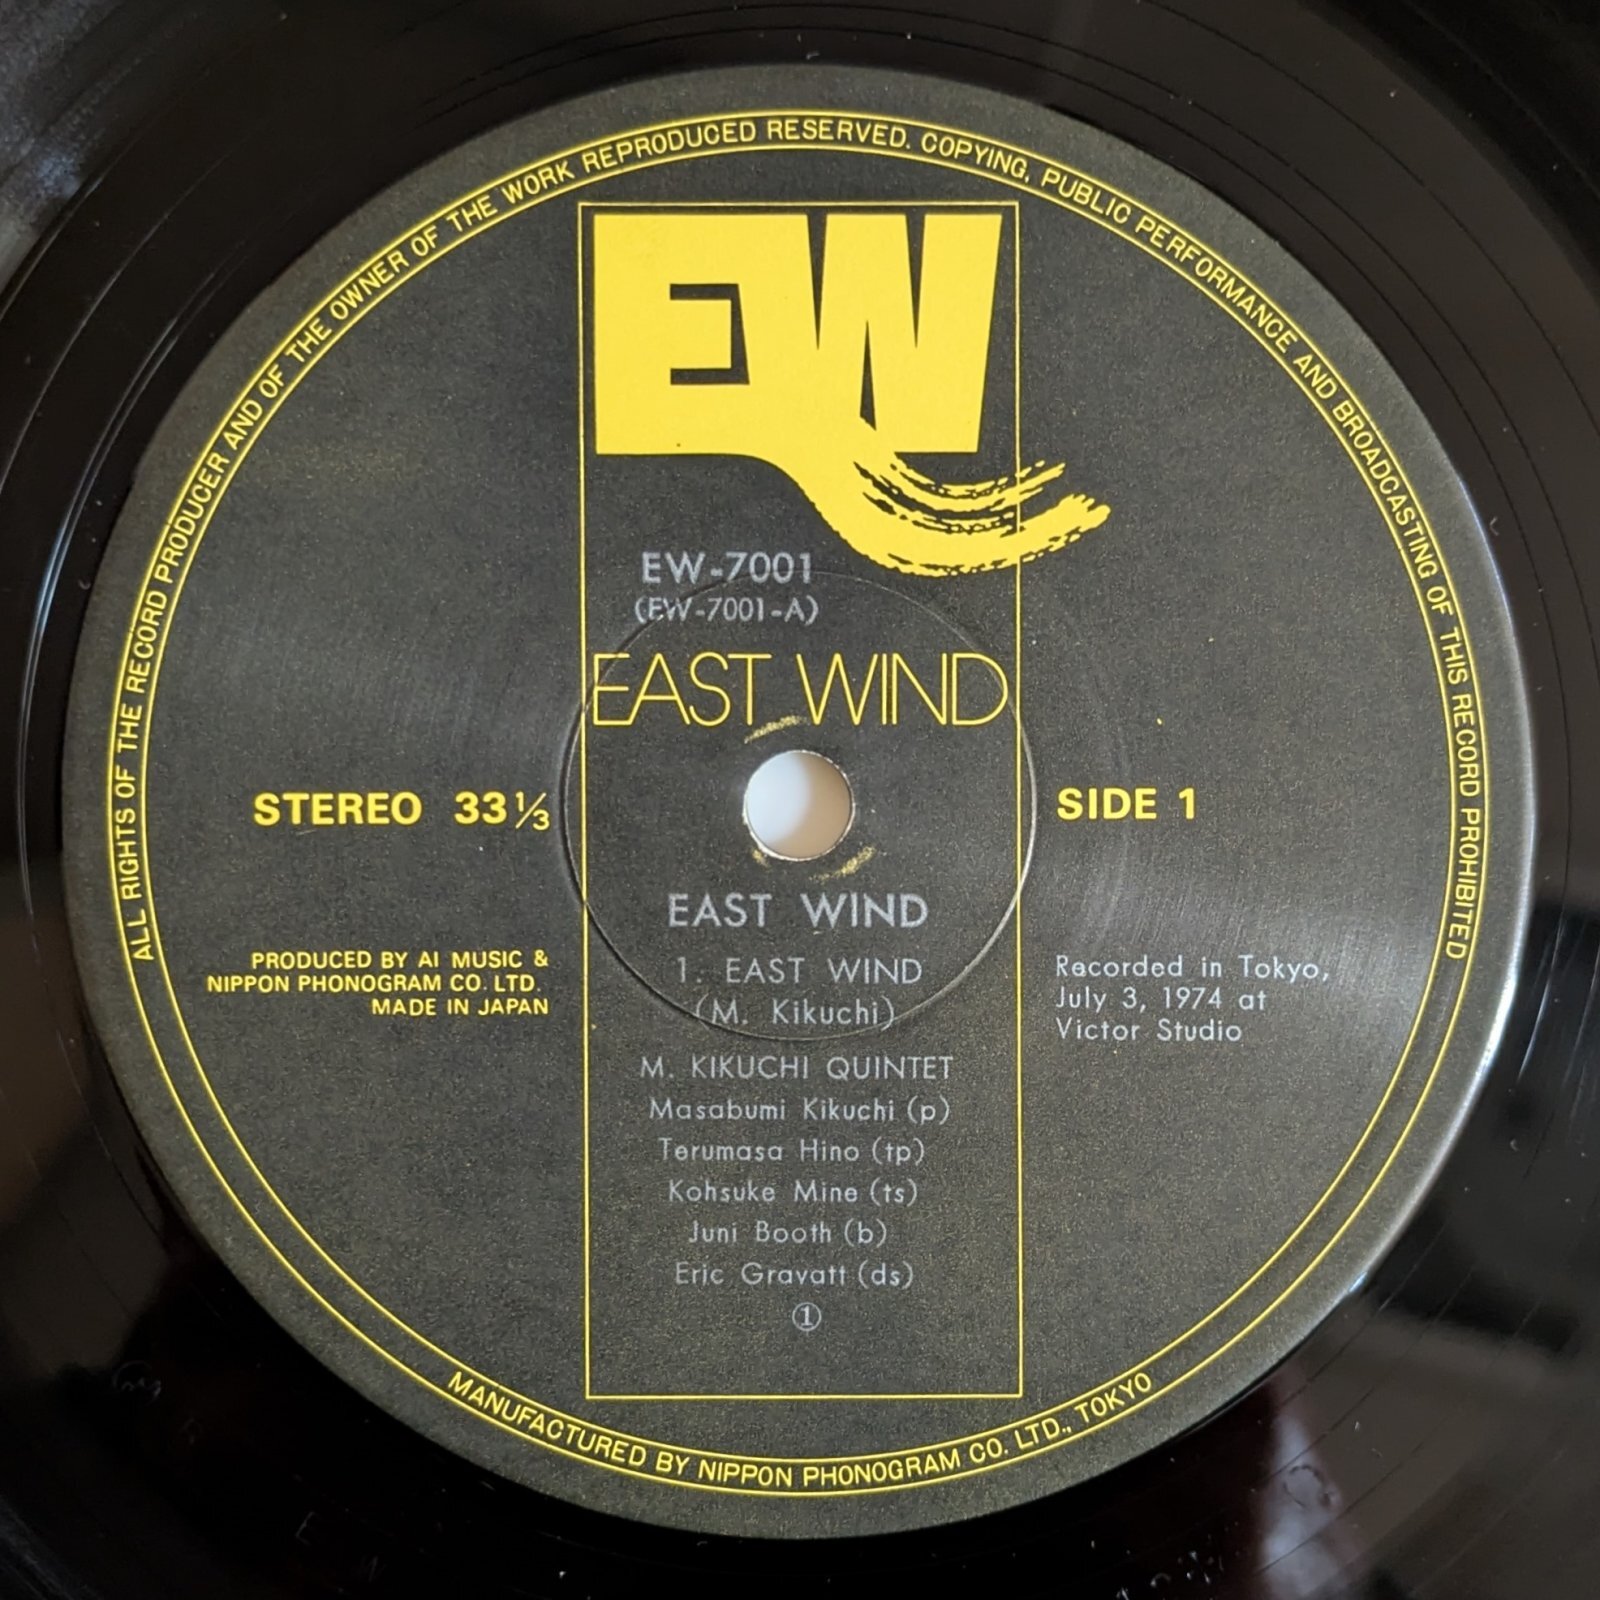 ALL RIGHTS OF THE RECORD PRODUCER AND OF THE OWNER OF THE WORK REPRODUCED RESERVED. COPYING, PUBLIC PERFORMANCE AND BROADCASTING OF THIS RECORD PROHIBITED
EW
EW-7001
(EW-7001-A)
EAST WIND
STEREO 33 1/3
SIDE 1
EAST WIND
1. EAST WIND
(M. Kikuchi)
PRODUCED BY AI MUSIC &
NIPPON PHONOGRAM CO. LTD.
MADE IN JAPAN
Recorded in Tokyo,
July 3, 1974 at
Victor Studio
M. KIKUCHI QUINTET
Masabumi Kikuchi (p)
Terumasa Hino (tp)
Kohsuke Mine (ts)
Juni Booth (b)
Eric Gravatt (ds)
①
MANUFACTURED BY NIPPON PHONOGRAM CO. LTD., TOKYO